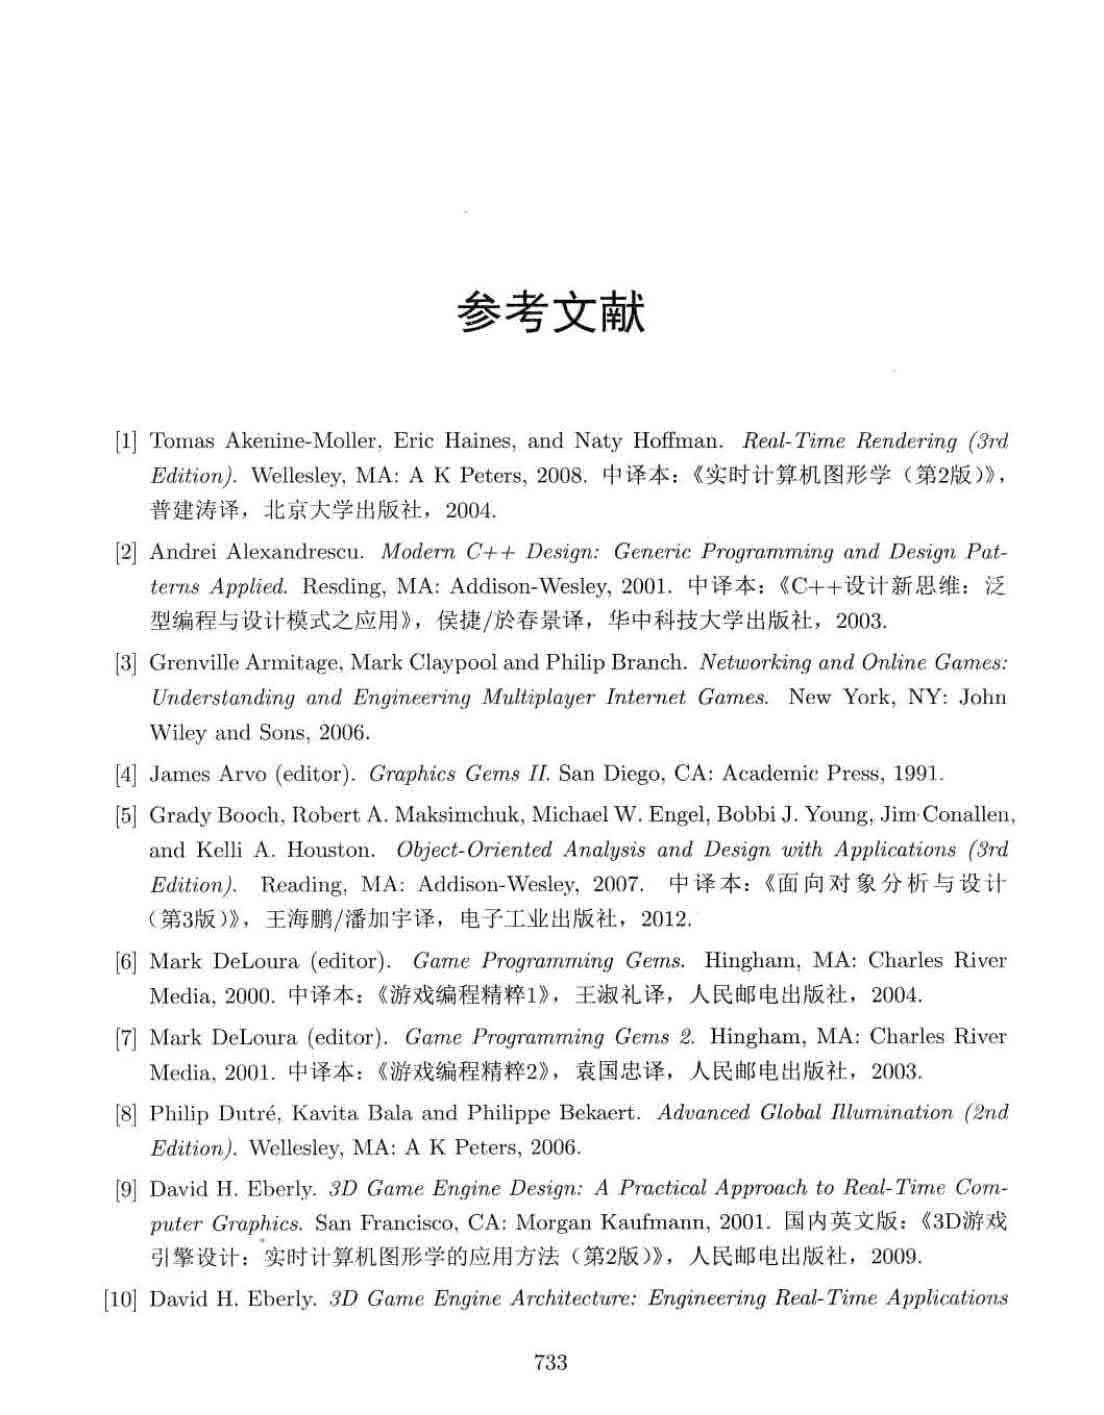 参考文献
[1] Tomas Akenine-Moller, Eric Haines, and Naty Hoffman. Real-Time Rendering (3rd
Edition). Wellesley, MA: A K Peters, 2008. 中译本：《实时计算机图形学（第2版）》，
普建涛译，北京大学出版社，2004.
[2] Andrei Alexandrescu. Modern C++ Design: Generic Programming and Design Pat-
terns Applied. Resding, MA: Addison-Wesley, 2001. 中译本：《C++设计新思维：泛
型编程与设计模式之应用》，侯捷/於春景译，华中科技大学出版社，2003.
[3] Grenville Armitage, Mark Claypool and Philip Branch. Networking and Online Games:
Understanding and Engineering Multiplayer Internet Games. New York, NY: John
Wiley and Sons, 2006.
[4] James Arvo (editor). Graphics Gems II. San Diego, CA: Academic Press, 1991.
[5] Grady Booch, Robert A. Maksimchuk, Michael W. Engel, Bobbi J. Young, Jim Conallen,
and Kelli A. Houston. Object-Oriented Analysis and Design with Applications (3rd
Edition). Reading, MA: Addison-Wesley, 2007. 中译本：《面向对象分析与设计
（第3版）》，王海鹏/潘加宇译，电子工业出版社，2012.
[6] Mark DeLoura (editor). Game Programming Gems. Hingham, MA: Charles River
Media, 2000. 中译本：《游戏编程精粹1》，王淑礼译，人民邮电出版社，2004.
[7] Mark DeLoura (editor). Game Programming Gems 2. Hingham, MA: Charles River
Media, 2001. 中译本：《游戏编程精粹2》，袁国忠译，人民邮电出版社，2003.
[8] Philip Dutré, Kavita Bala and Philippe Bekaert. Advanced Global Illumination (2nd
Edition). Wellesley, MA: A K Peters, 2006.
[9] David H. Eberly. 3D Game Engine Design: A Practical Approach to Real-Time Com-
puter Graphics. San Francisco, CA: Morgan Kaufmann, 2001. 国内英文版：《3D游戏
引擎设计：实时计算机图形学的应用方法（第2版）》，人民邮电出版社，2009.
[10] David H. Eberly. 3D Game Engine Architecture: Engineering Real-Time Applications
733